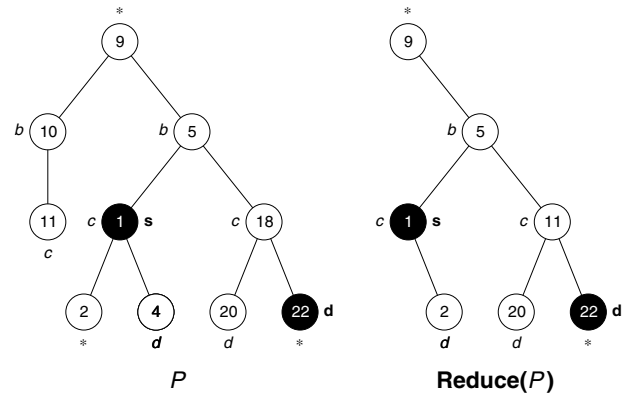 * *
9 9
b 10 b 5 b 5
11 c 1 s c 18 c 1 s c 11
c
2 4 20 22 d 2 20 22 d
* d d * d d *
P Reduce(P)